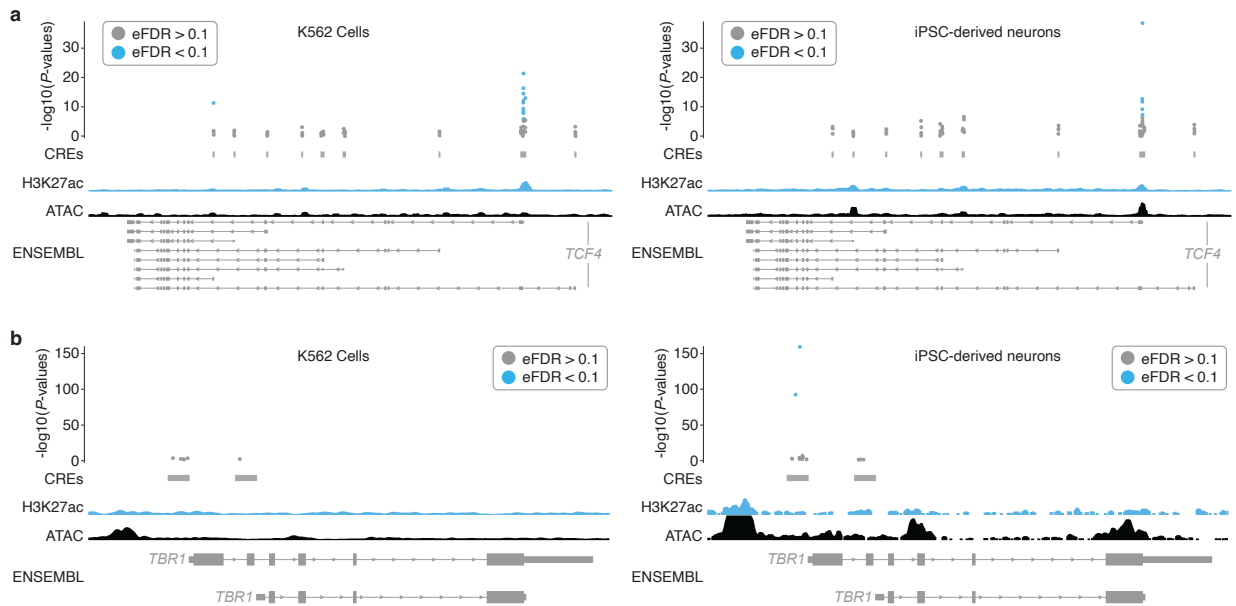 a
K562 Cells
eFDR > 0.1
eFDR < 0.1
-log10(P-values)
30
20
10
0
CREs
H3K27ac
ATAC
ENSEMBL
TCF4
iPSC-derived neurons
eFDR > 0.1
eFDR < 0.1
-log10(P-values)
30
20
10
0
CREs
H3K27ac
ATAC
ENSEMBL
TCF4
b
K562 Cells
eFDR > 0.1
eFDR < 0.1
-log10(P-values)
150
100
50
0
CREs
H3K27ac
ATAC
TBR1
ENSEMBL
TBR1
iPSC-derived neurons
eFDR > 0.1
eFDR < 0.1
-log10(P-values)
150
100
50
0
CREs
H3K27ac
ATAC
TBR1
ENSEMBL
TBR1